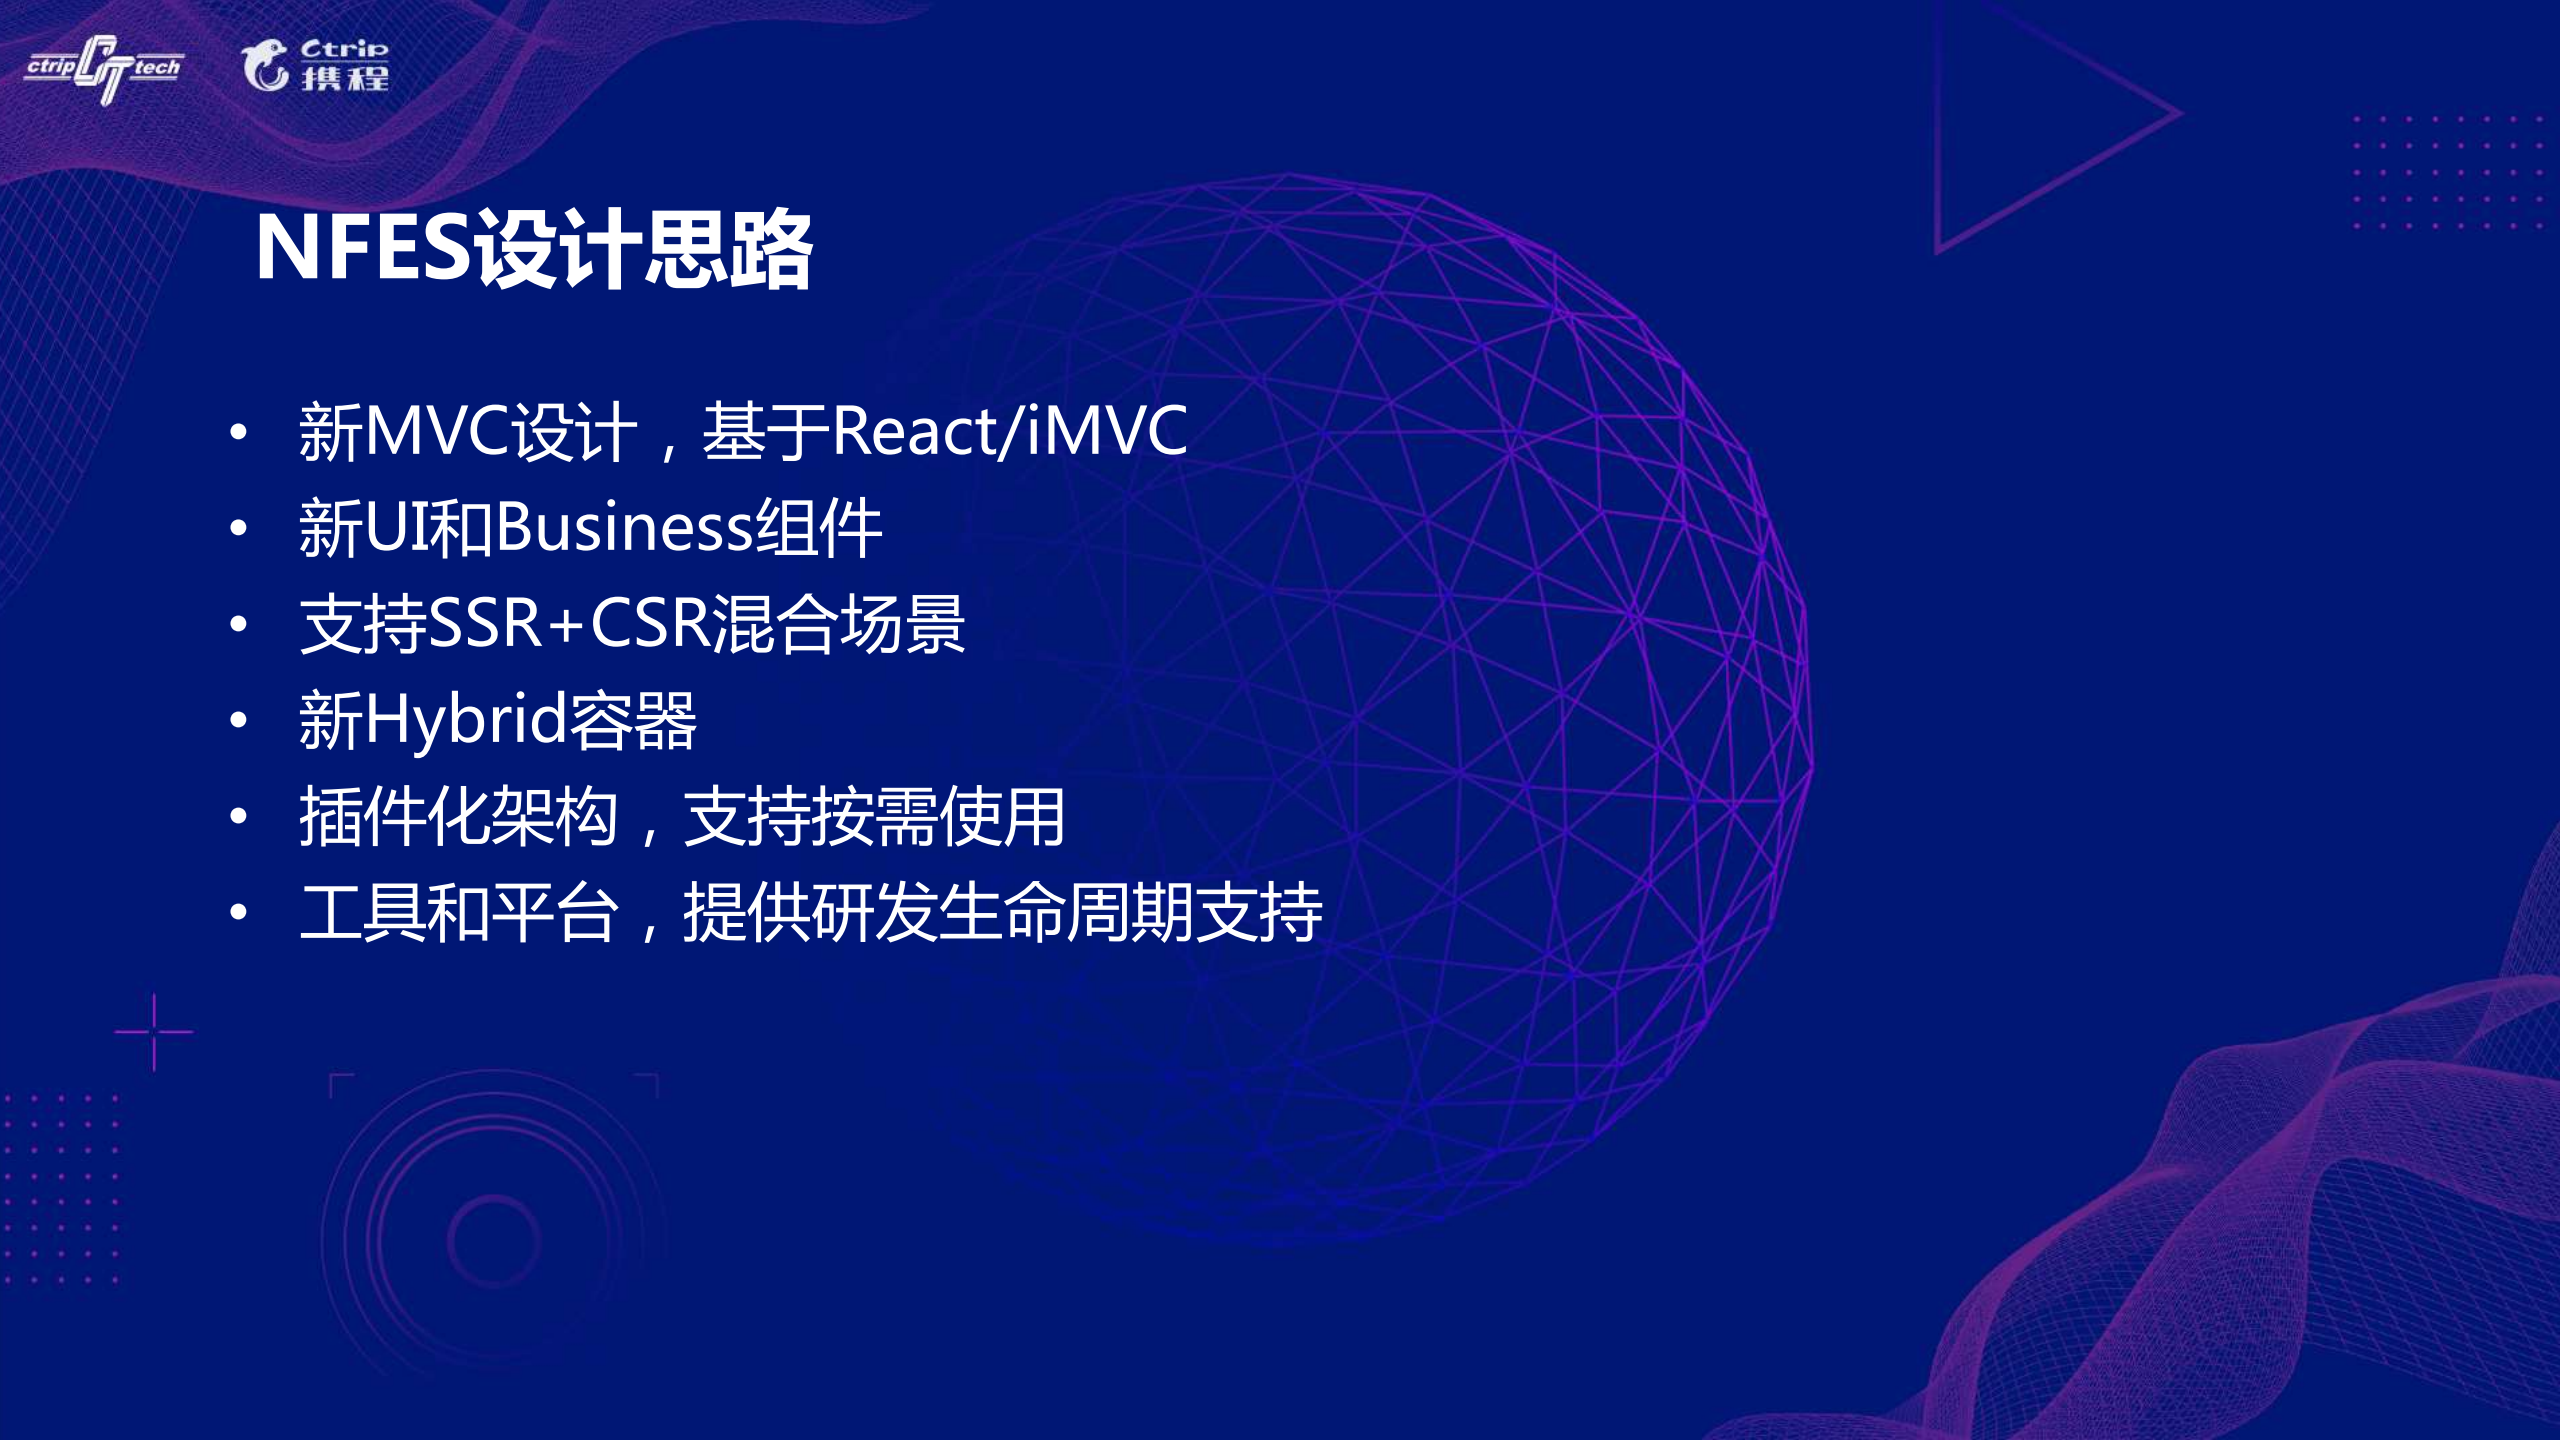 ctrip tech
Ctrip
携程
NFES设计思路
• 新MVC设计，基于React/iMVC
• 新UI和Business组件
• 支持SSR+CSR混合场景
• 新Hybrid容器
• 插件化架构，支持按需使用
• 工具和平台，提供研发生命周期支持